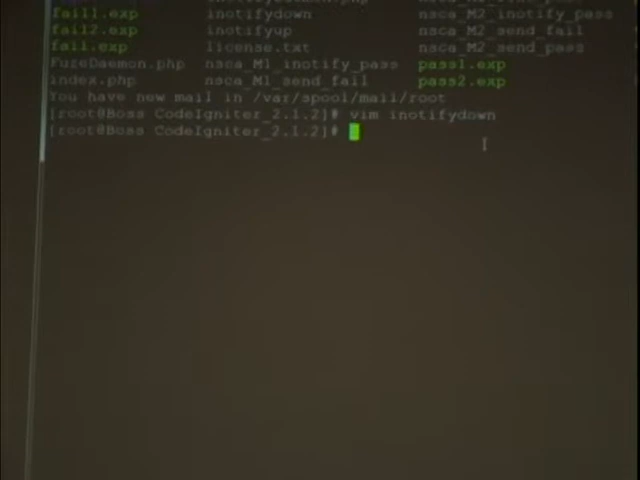 fail1.exp inotifydown nsca_M2_inotify_pass
fail2.exp inotifyup nsca_M2_send_fail
fail.exp license.txt nsca_M2_send_pass
FuzeDaemon.php nsca_M1_inotify_pass pass1.exp
index.php nsca_M1_send_fail pass2.exp
You have new mail in /var/spool/mail/root
[root@Boss CodeIgniter_2.1.2]# vim inotifydown
[root@Boss CodeIgniter_2.1.2]#